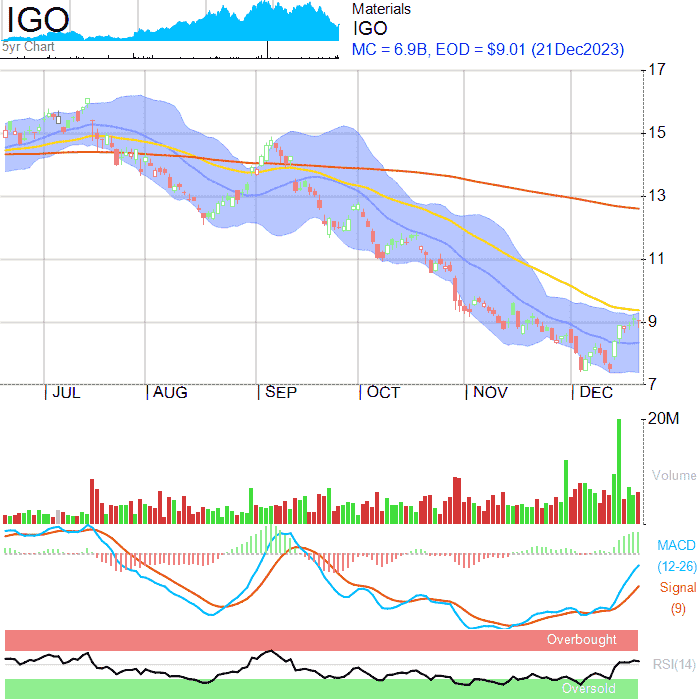 IGO
5yr Chart
Materials
IGO
MC = 6.9B, EOD = $9.01 (21Dec2023)
17
15
13
11
9
7
JUL AUG SEP OCT NOV DEC
20M
Volume
MACD
(12-26)
Signal
(9)
Overbought
RSI(14)
Oversold